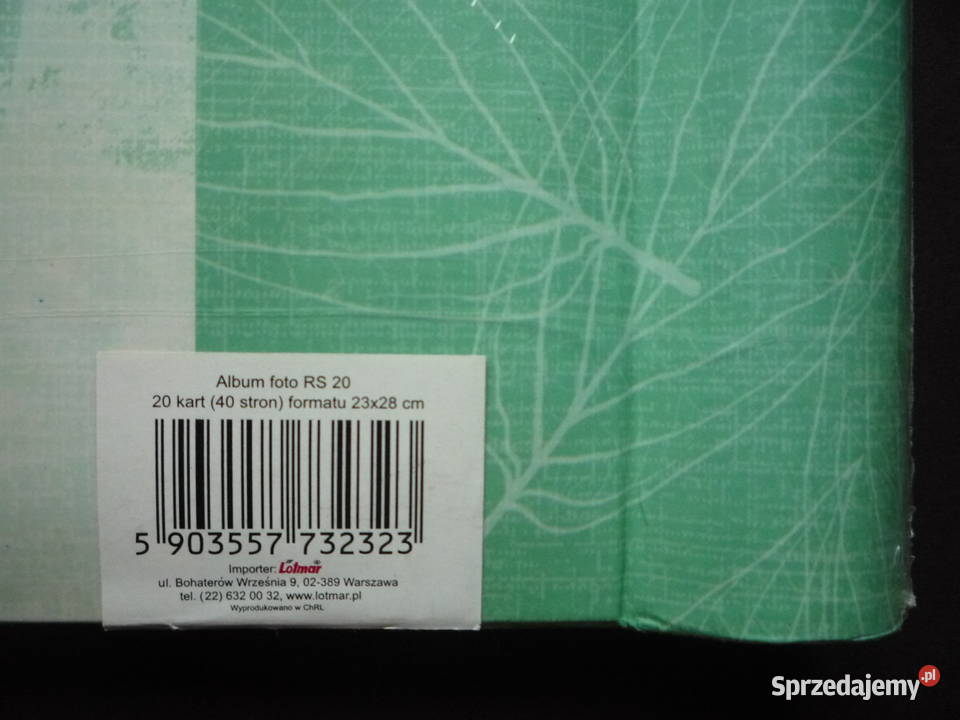 Album foto RS 20
20 kart (40 stron) formatu 23x28 cm
5 903557 732323
Importer: Lotmar
ul. Bohaterów Września 9, 02-389 Warszawa
tel. (22) 632 00 32, www.lotmar.pl
Wyprodukowano w ChRL
Sprzedajemy.pl